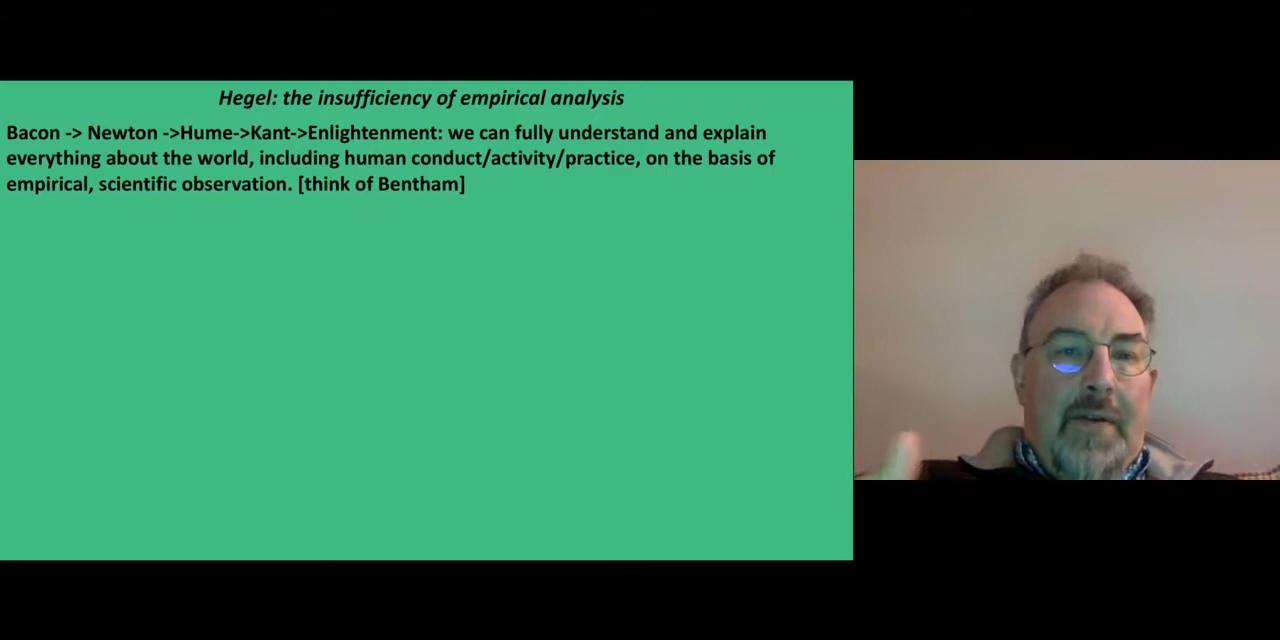 Hegel: the insufficiency of empirical analysis
Bacon -> Newton ->Hume->Kant->Enlightenment: we can fully understand and explain
everything about the world, including human conduct/activity/practice, on the basis of
empirical, scientific observation. [think of Bentham]